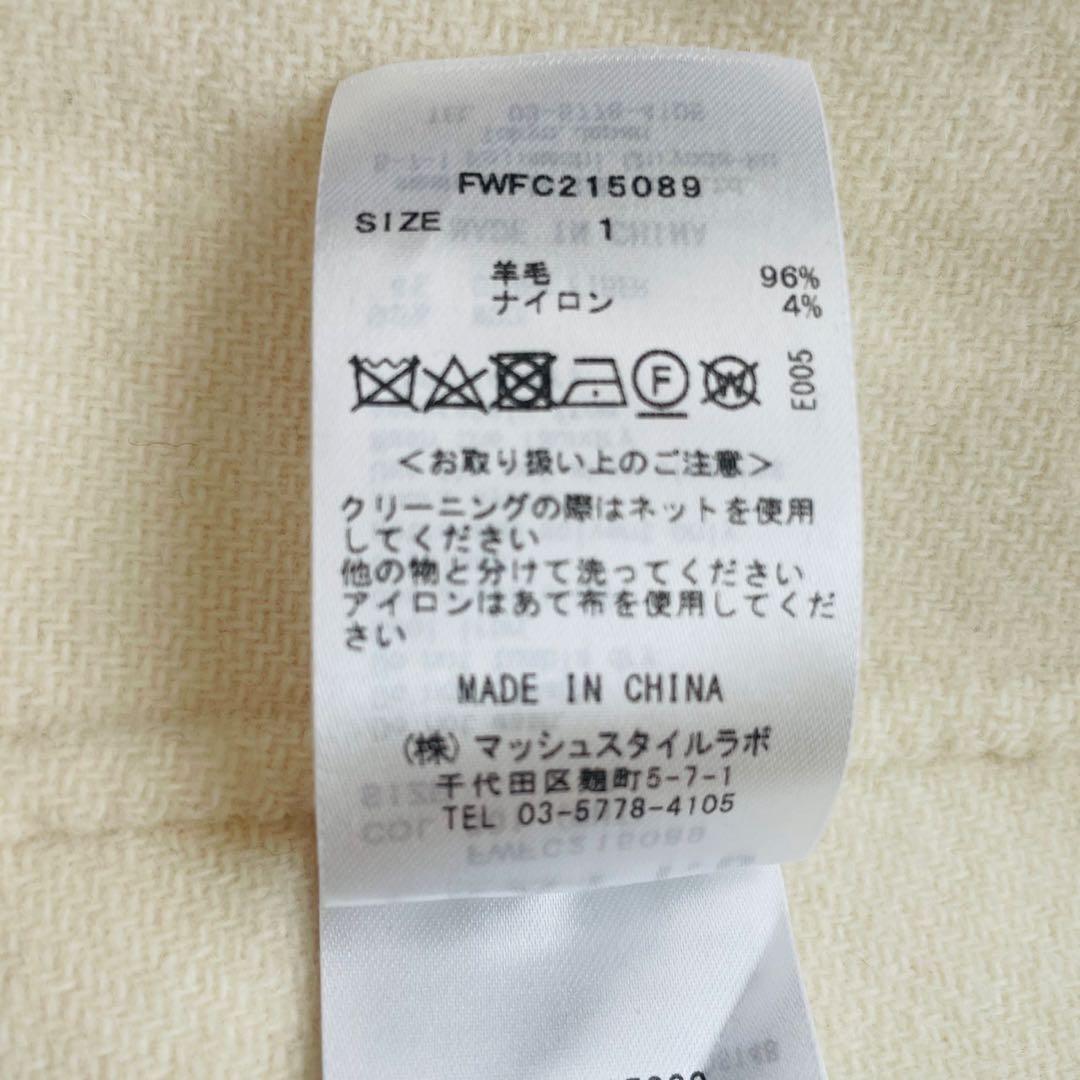 FWFC215089
SIZE 1
羊毛 96%
ナイロン 4%
F W E005
＜お取り扱い上のご注意＞
クリーニングの際はネットを使用
してください
他の物と分けて洗ってください
アイロンはあて布を使用してくだ
さい
MADE IN CHINA
(株)マッシュスタイルラボ
千代田区麹町5-7-1
TEL 03-5778-4105